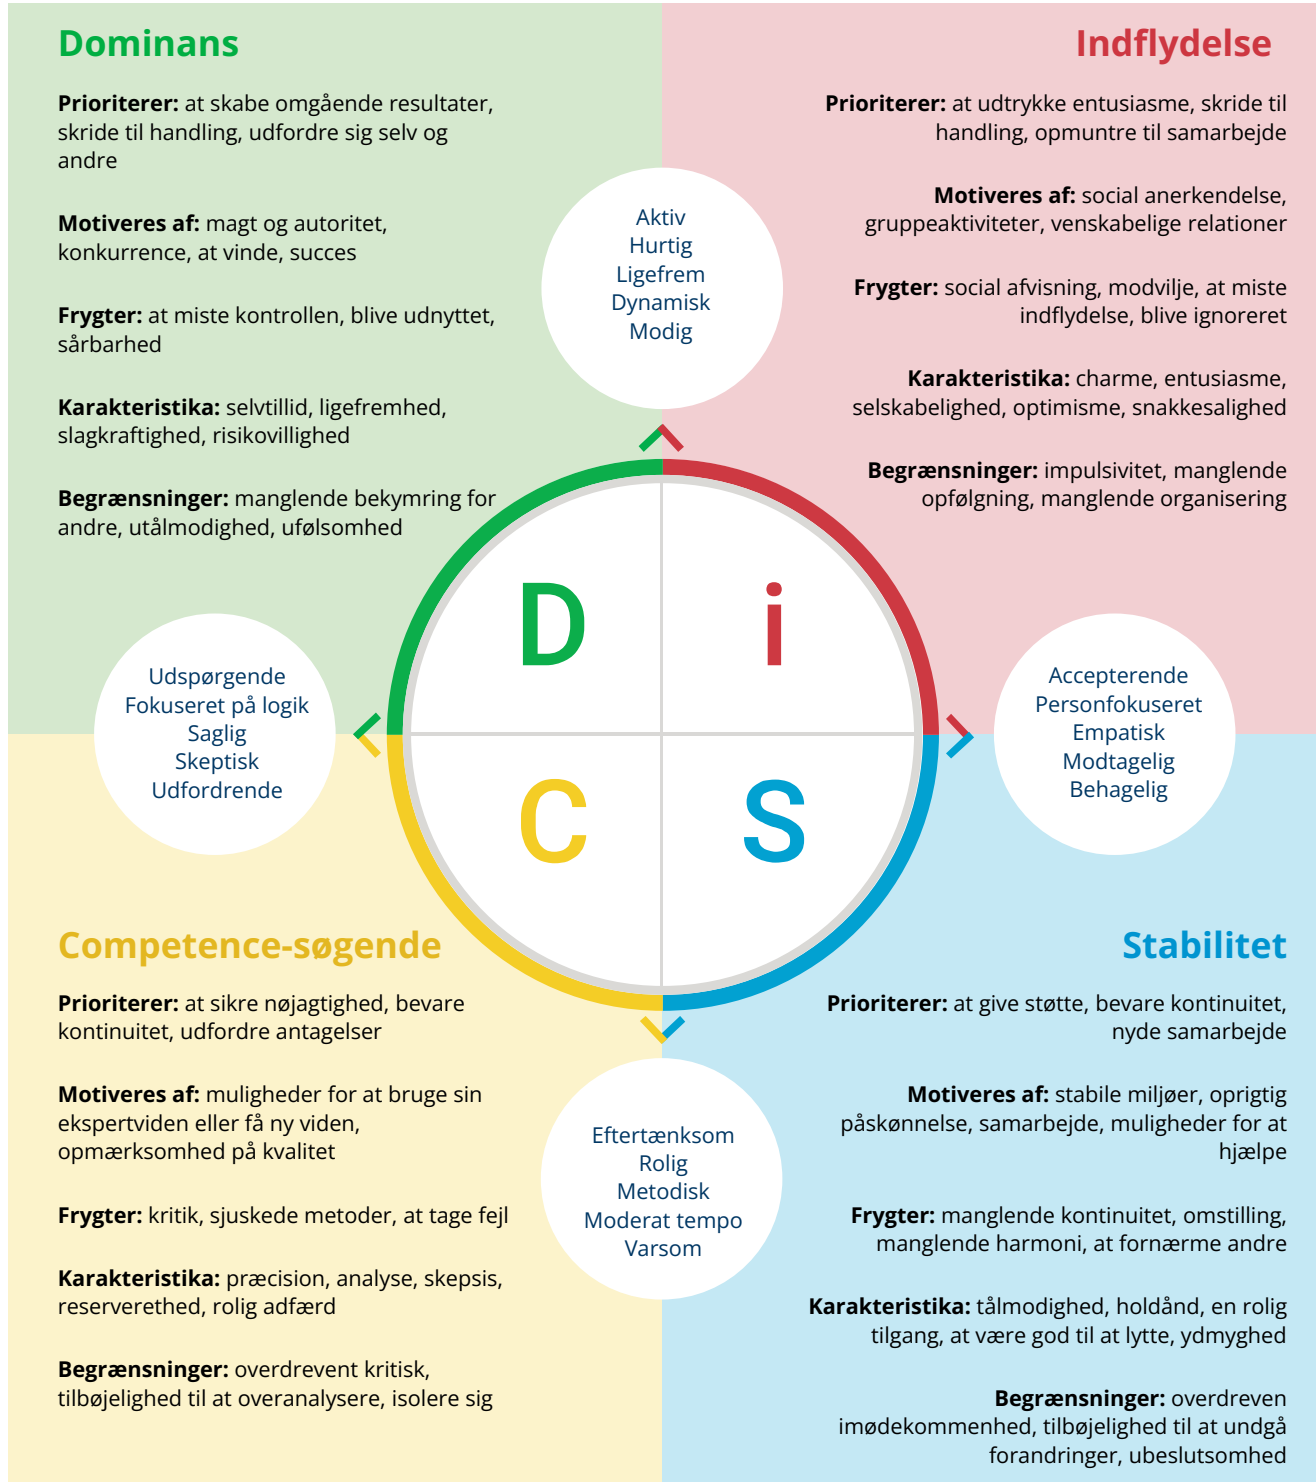 Dominans
Prioriterer: at skabe omgående resultater,
skride til handling, udfordre sig selv og
andre
Motiveres af: magt og autoritet,
konkurrence, at vinde, succes
Frygter: at miste kontrollen, blive udnyttet,
sårbarhed
Karakteristika: selvtillid, ligefremhed,
slagkraftighed, risikovillighed
Begrænsninger: manglende bekymring for
andre, utålmodighed, ufølsomhed
Indflydelse
Prioriterer: at udtrykke entusiasme, skride til
handling, opmuntre til samarbejde
Motiveres af: social anerkendelse,
gruppeaktiviteter, venskabelige relationer
Frygter: social afvisning, modvilje, at miste
indflydelse, blive ignoreret
Karakteristika: charme, entusiasme,
selskabelighed, optimisme, snakkesalighed
Begrænsninger: impulsivitet, manglende
opfølgning, manglende organisering
Aktiv
Hurtig
Ligefrem
Dynamisk
Modig
D
i
Udspørgende
Fokuseret på logik
Saglig
Skeptisk
Udfordrende
Accepterende
Personfokuseret
Empatisk
Modtagelig
Behagelig
C
S
Competence-søgende
Prioriterer: at sikre nøjagtighed, bevare
kontinuitet, udfordre antagelser
Motiveres af: muligheder for at bruge sin
ekspertviden eller få ny viden,
opmærksomhed på kvalitet
Frygter: kritik, sjuskede metoder, at tage fejl
Karakteristika: præcision, analyse, skepsis,
reserverethed, rolig adfærd
Begrænsninger: overdrevent kritisk,
tilbøjelighed til at overanalysere, isolere sig
Eftertænksom
Rolig
Metodisk
Moderat tempo
Varsom
Stabilitet
Prioriterer: at give støtte, bevare kontinuitet,
nyde samarbejde
Motiveres af: stabile miljøer, oprigtig
påskønnelse, samarbejde, muligheder for at
hjælpe
Frygter: manglende kontinuitet, omstilling,
manglende harmoni, at fornærme andre
Karakteristika: tålmodighed, holdånd, en rolig
tilgang, at være god til at lytte, ydmyghed
Begrænsninger: overdreven
imødekommenhed, tilbøjelighed til at undgå
forandringer, ubeslutsomhed